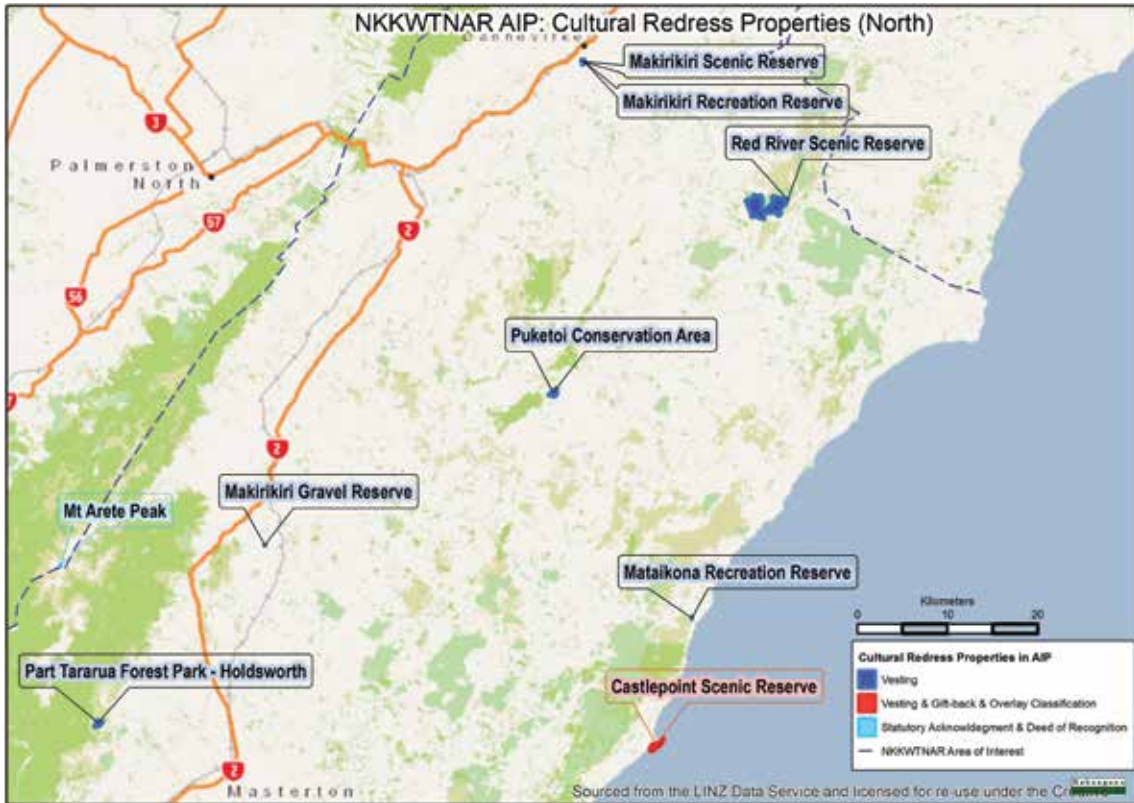 NKKWTNAR AIP: Cultural Redress Properties (North)
Makirikiri Scenic Reserve
Makirikiri Recreation Reserve
Red River Scenic Reserve
3
Palmerston
North
57
2
56
Puketoi Conservation Area
2
Makirikiri Gravel Reserve
Mt Arete Peak
Mataikona Recreation Reserve
Part Tararua Forest Park - Holdsworth
Castlepoint Scenic Reserve
2
Masterton
Kilometers
0 10 20
Cultural Redress Properties in AIP
Vesting
Vesting & Gift-back & Overlay Classification
Statutory Acknowledgment & Deed of Recognition
NKKWTNAR Area of Interest
Sourced from the LINZ Data Service and licensed for re-use under the